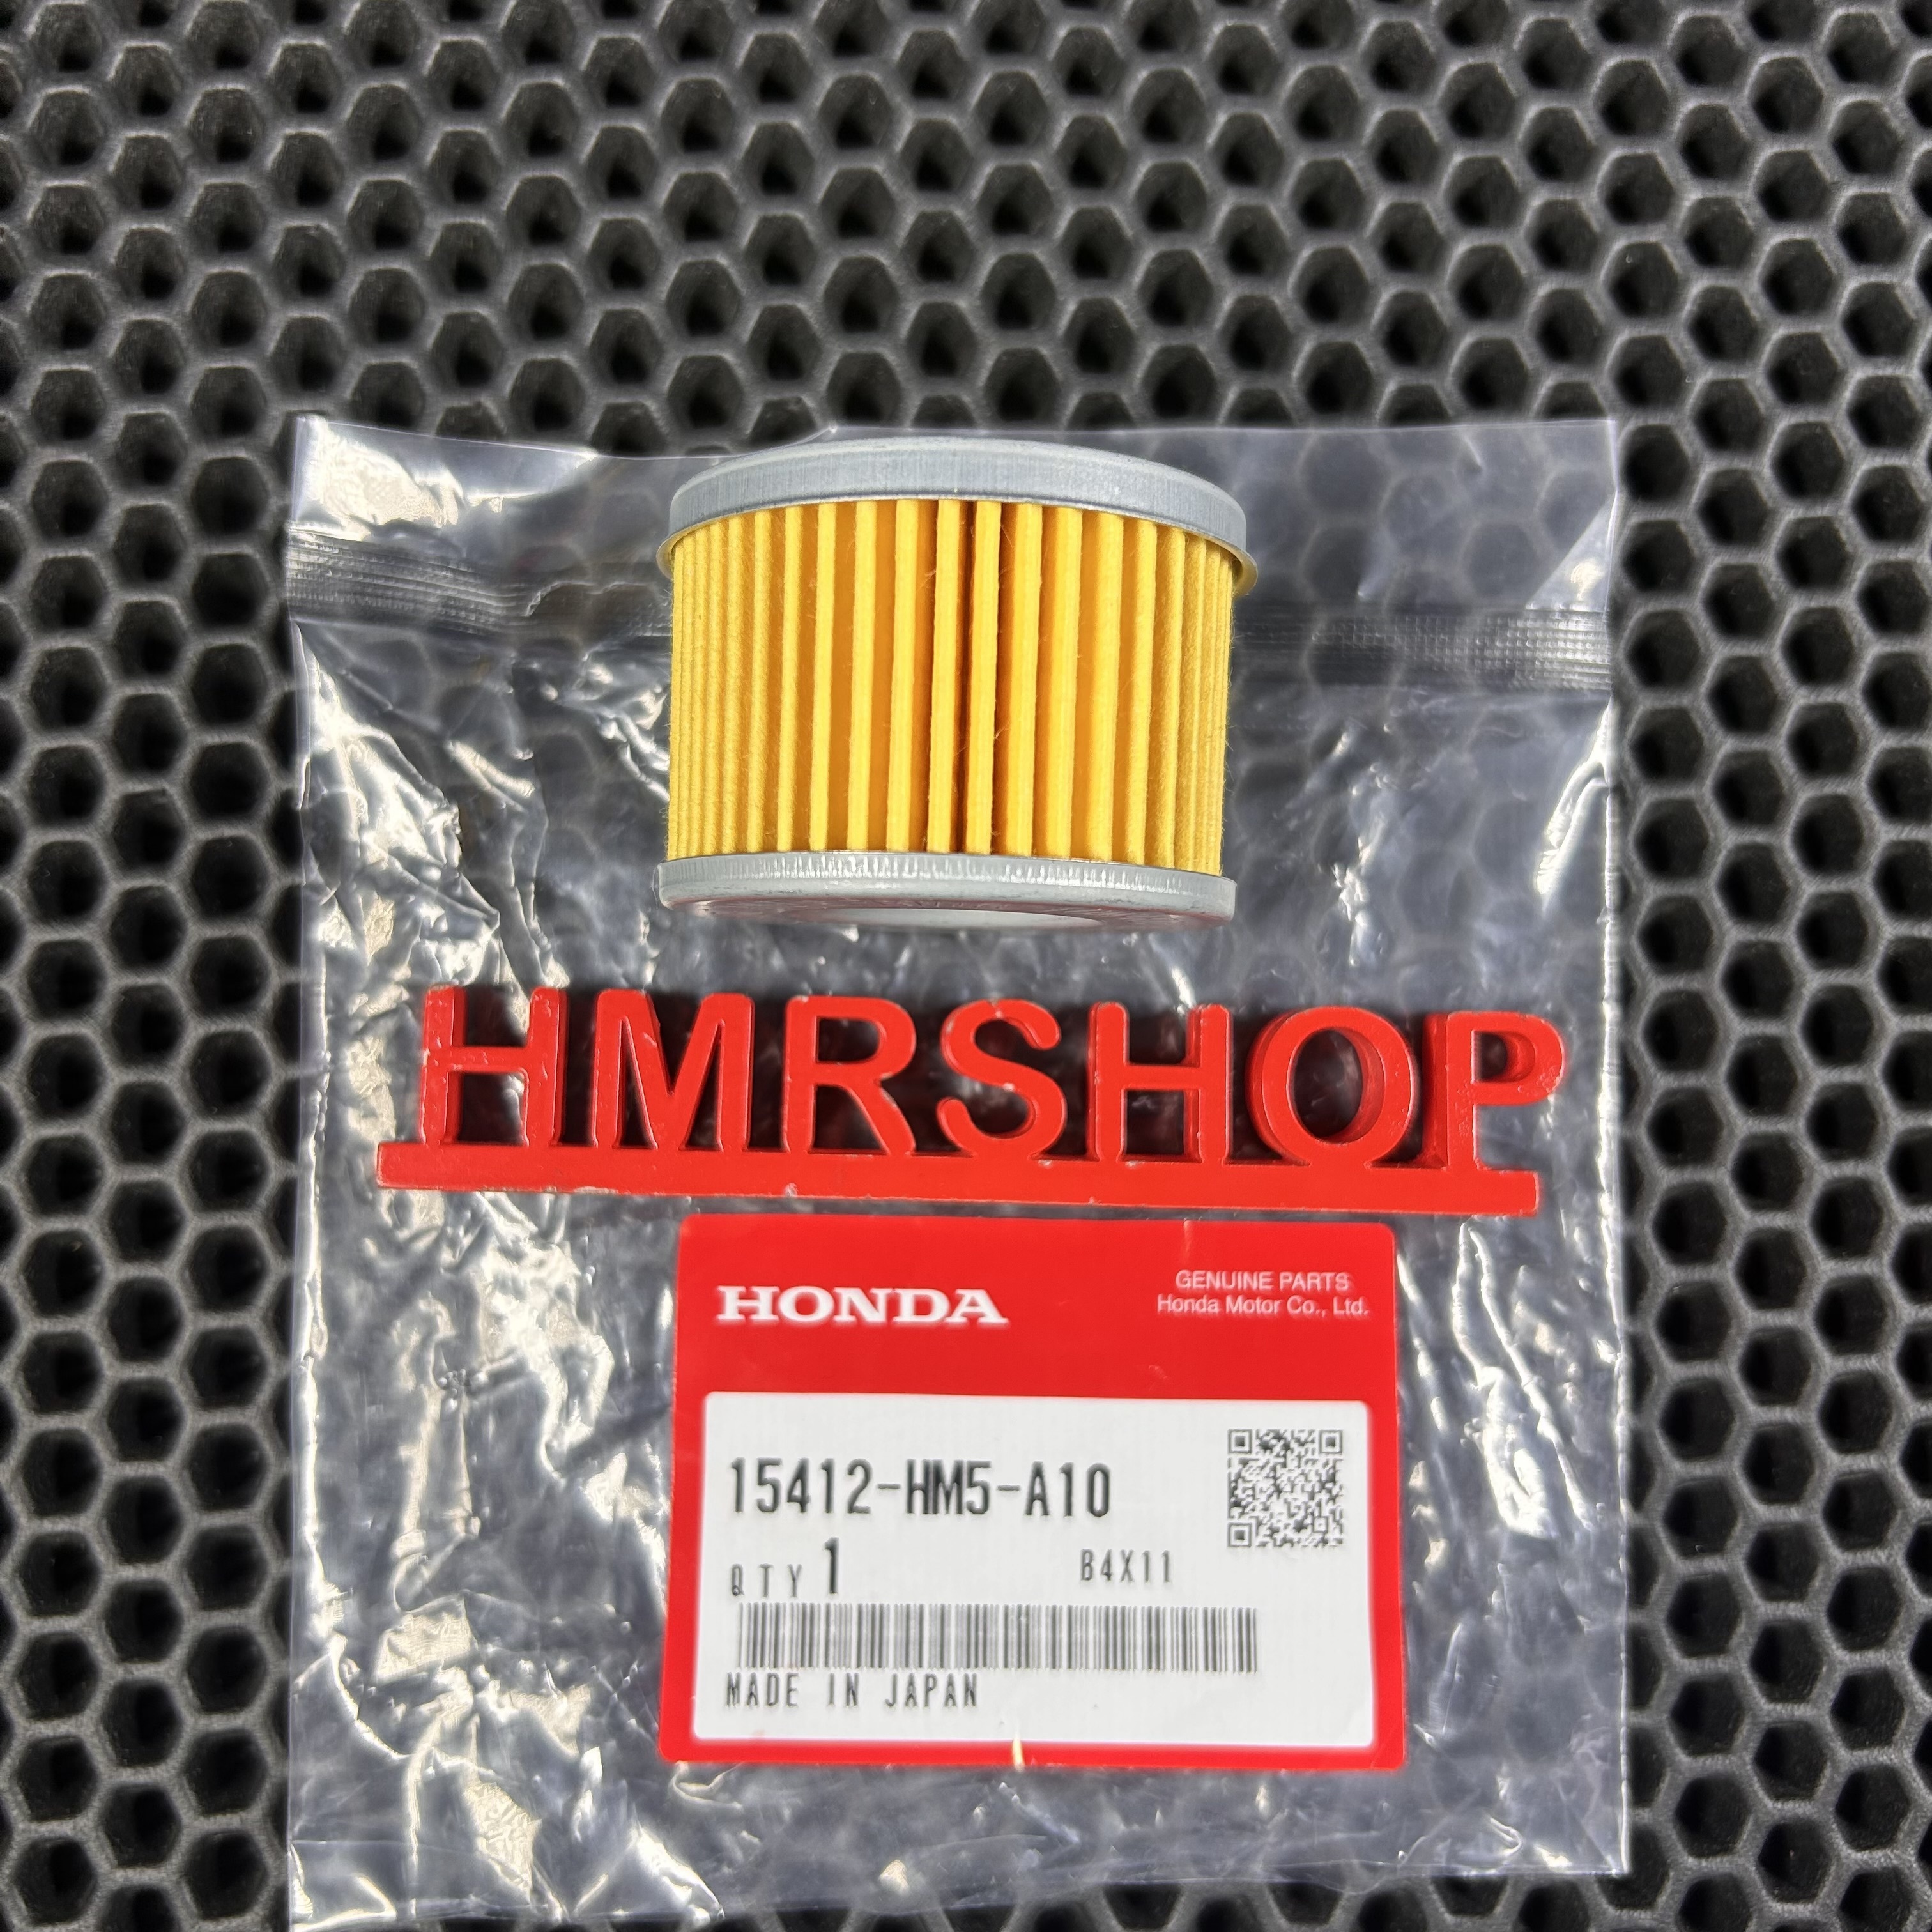 HMRSHOP
HONDA
GENUINE PARTS
Honda Motor Co., Ltd.
15412-HM5-A10
QTY 1
B4X11
MADE IN JAPAN